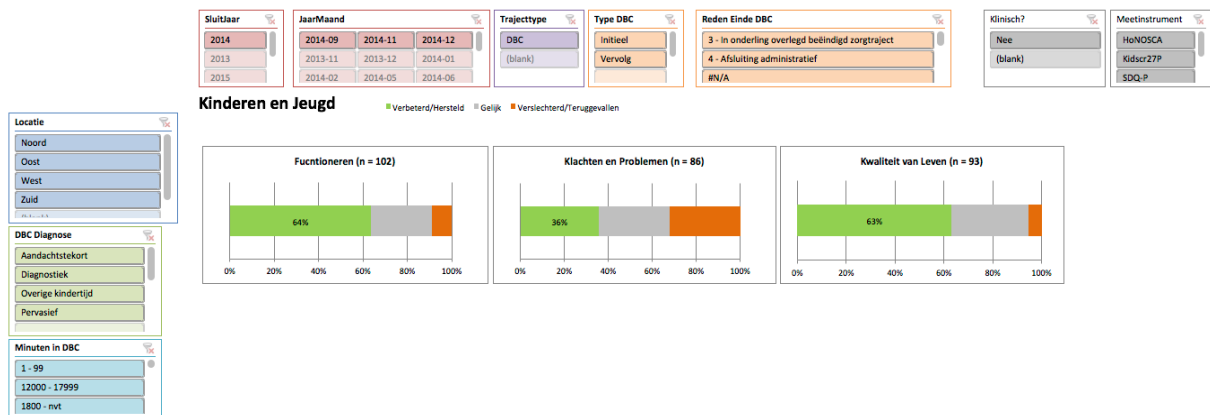 SluitJaar
2014
2013
2015
JaarMaand
2014-09 2014-11 2014-12
2013-11 2013-12 2014-01
2014-02 2014-05 2014-06
Trajecttype
DBC
(blank)
Type DBC
Initieel
Vervolg
Reden Einde DBC
3 - In onderling overlegd beëindigd zorgtraject
4 - Afsluiting administratief
#N/A
Klinisch?
Nee
(blank)
Meetinstrument
HoNOSCA
Kidscr27P
SDQ-P
Kinderen en Jeugd
Verbeterd/Hersteld Gelijk Verslechterd/Teruggevallen
Locatie
Noord
Oost
West
Zuid
(blank)
DBC Diagnose
Aandachtstekort
Diagnostiek
Overige kindertijd
Pervasief
Minuten in DBC
1 - 99
12000 - 17999
1800 - nvt
Fucntioneren (n = 102)
64%
0% 20% 40% 60% 80% 100%
Klachten en Problemen (n = 86)
36%
0% 20% 40% 60% 80% 100%
Kwaliteit van Leven (n = 93)
63%
0% 20% 40% 60% 80% 100%